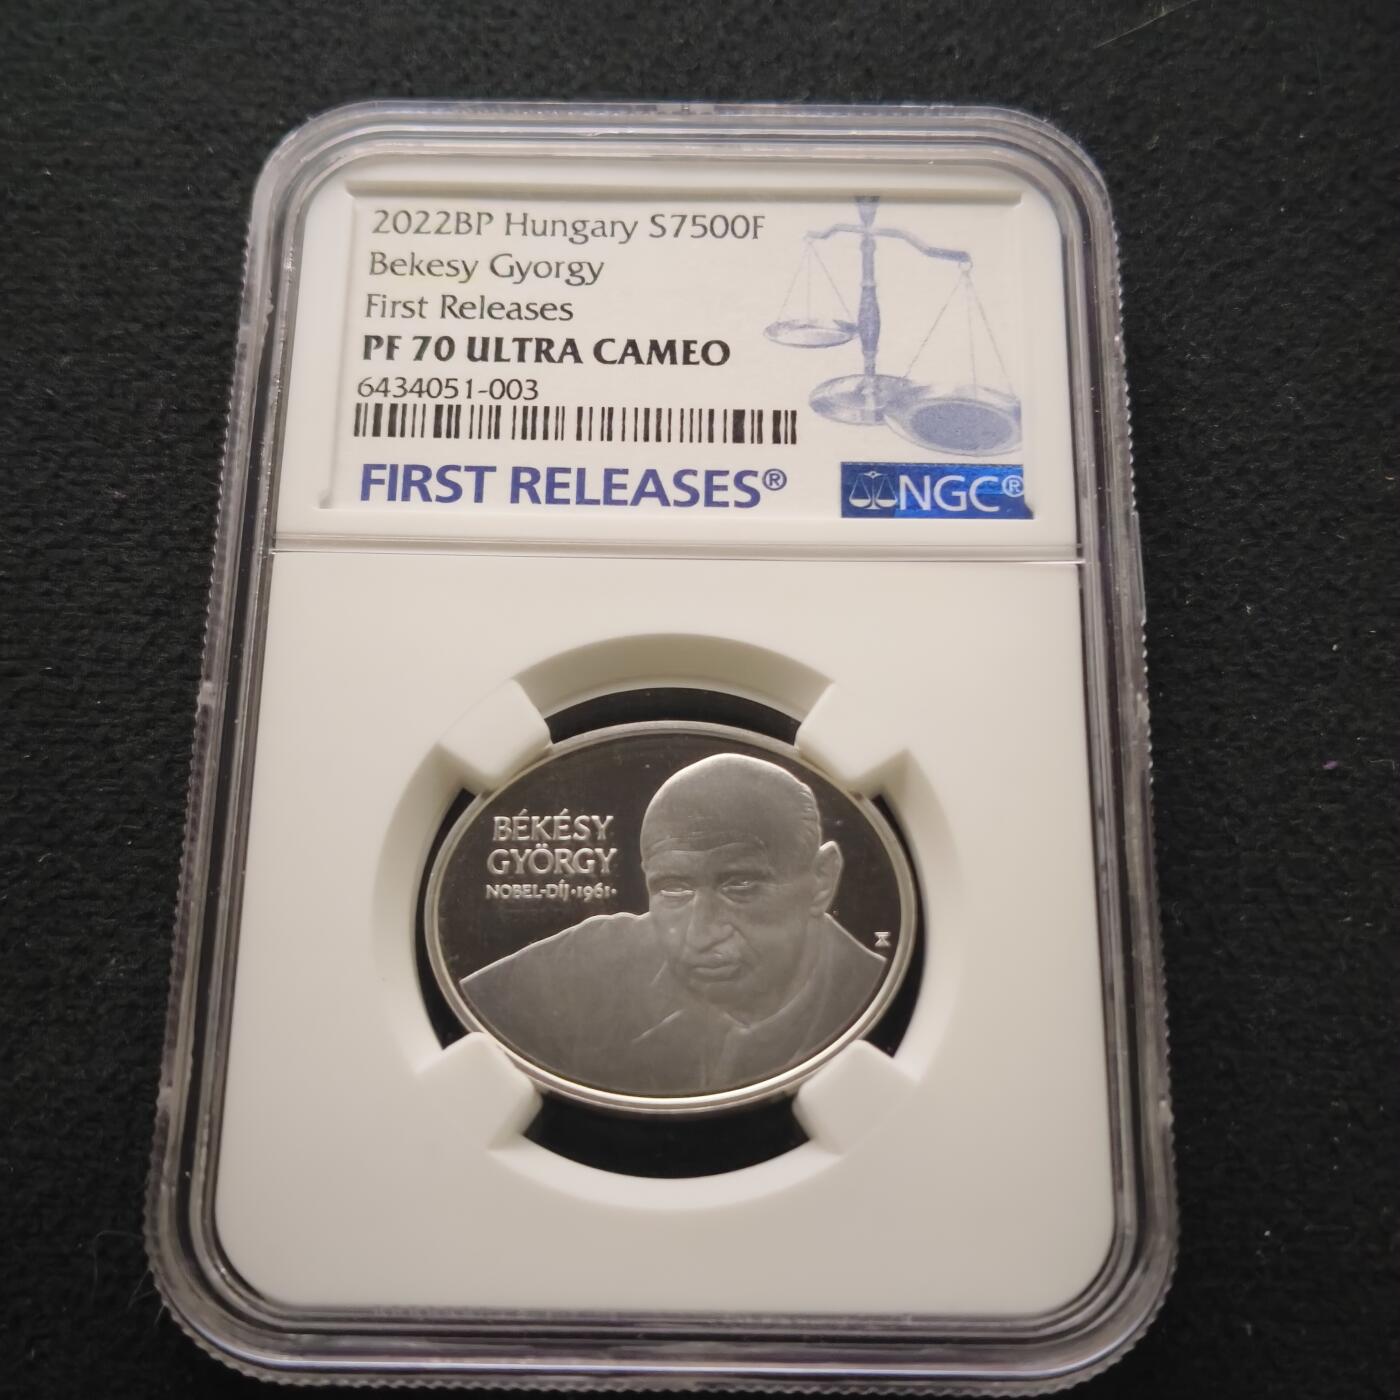 2022BP Hungary S7500F
Bekesy Gyorgy
First Releases
PF 70 ULTRA CAMEO
6434051-003
FIRST RELEASES®
NGC®
BÉKÉSY
GYÖRGY
NOBEL-DÍJ·1961·